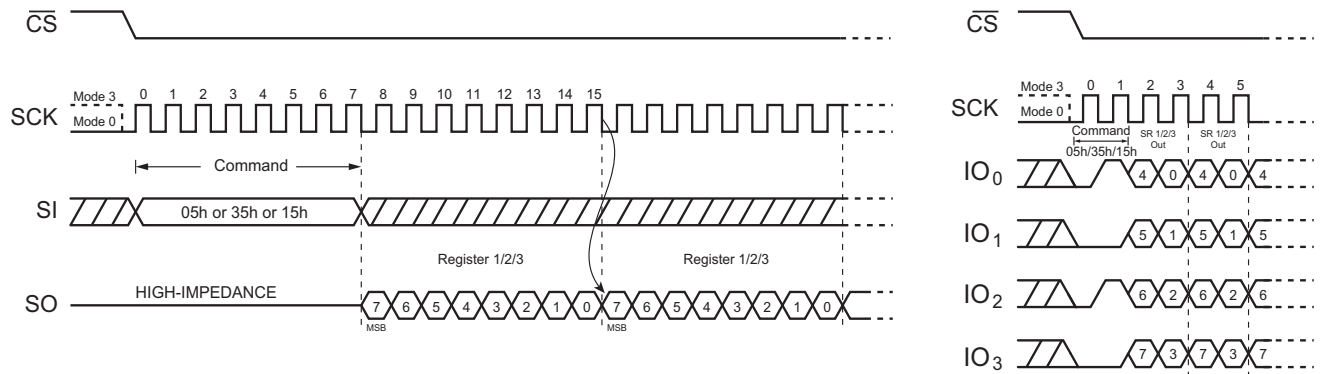 CS
Mode 3
SCK
Mode 0
0 1 2 3 4 5 6 7 8 9 10 11 12 13 14 15
Command
SI
05h or 35h or 15h
Register 1/2/3 Register 1/2/3
SO
HIGH-IMPEDANCE
7 6 5 4 3 2 1 0 7 6 5 4 3 2 1 0
MSB MSB
CS
Mode 3
SCK
Mode 0
0 1 2 3 4 5
Command
05h/35h/15h
SR 1/2/3
Out
SR 1/2/3
Out
IO0 4 0 4 0 4
IO1 5 1 5 1 5
IO2 6 2 6 2 6
IO3 7 3 7 3 7